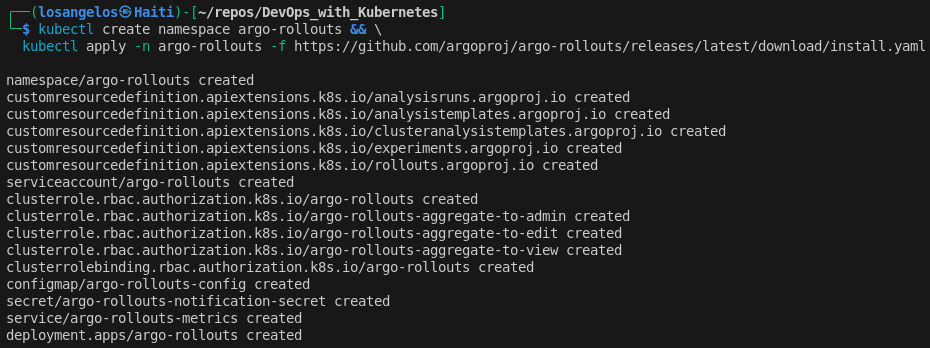 ┌──(losangelos㉿Haiti)-[~/repos/DevOps_with_Kubernetes]
└─$ kubectl create namespace argo-rollouts && \
  kubectl apply -n argo-rollouts -f https://github.com/argoproj/argo-rollouts/releases/latest/download/install.yaml
namespace/argo-rollouts created
customresourcedefinition.apiextensions.k8s.io/analysisruns.argoproj.io created
customresourcedefinition.apiextensions.k8s.io/analysistemplates.argoproj.io created
customresourcedefinition.apiextensions.k8s.io/clusteranalysistemplates.argoproj.io created
customresourcedefinition.apiextensions.k8s.io/experiments.argoproj.io created
customresourcedefinition.apiextensions.k8s.io/rollouts.argoproj.io created
serviceaccount/argo-rollouts created
clusterrole.rbac.authorization.k8s.io/argo-rollouts created
clusterrole.rbac.authorization.k8s.io/argo-rollouts-aggregate-to-admin created
clusterrole.rbac.authorization.k8s.io/argo-rollouts-aggregate-to-edit created
clusterrole.rbac.authorization.k8s.io/argo-rollouts-aggregate-to-view created
clusterrolebinding.rbac.authorization.k8s.io/argo-rollouts created
configmap/argo-rollouts-config created
secret/argo-rollouts-notification-secret created
service/argo-rollouts-metrics created
deployment.apps/argo-rollouts created